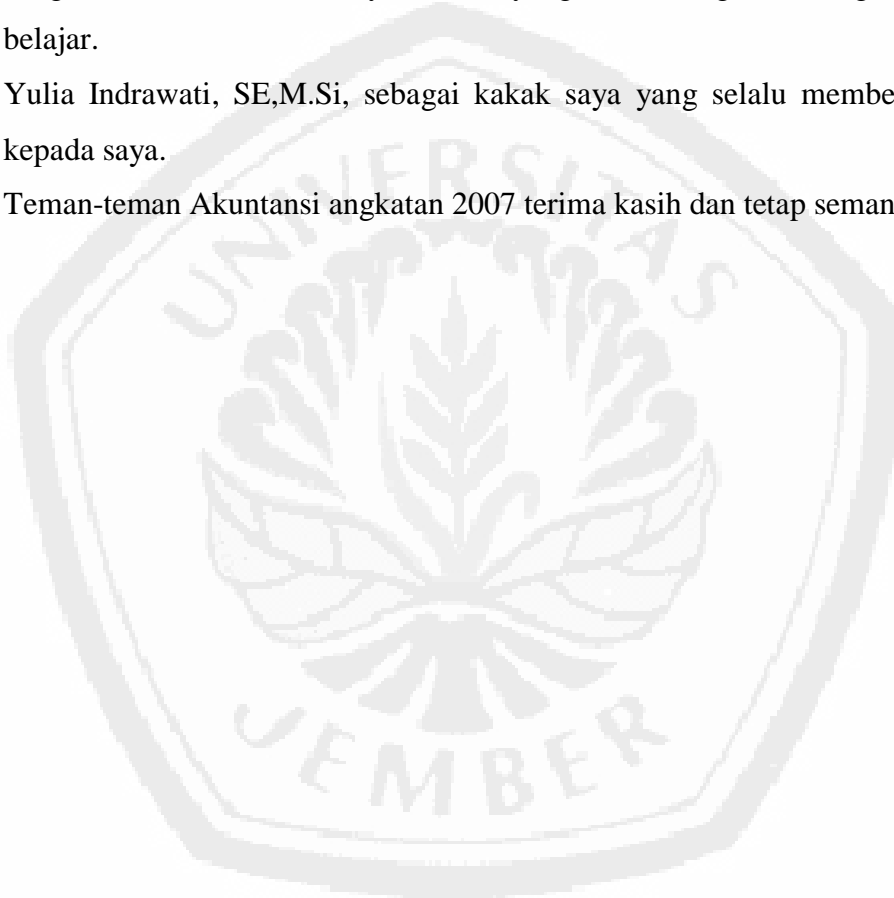 belajar.
Yulia Indrawati, SE,M.Si, sebagai kakak saya yang selalu membe
kepada saya.
Teman-teman Akuntansi angkatan 2007 terima kasih dan tetap seman
UNIVERSITAS
JEMBER